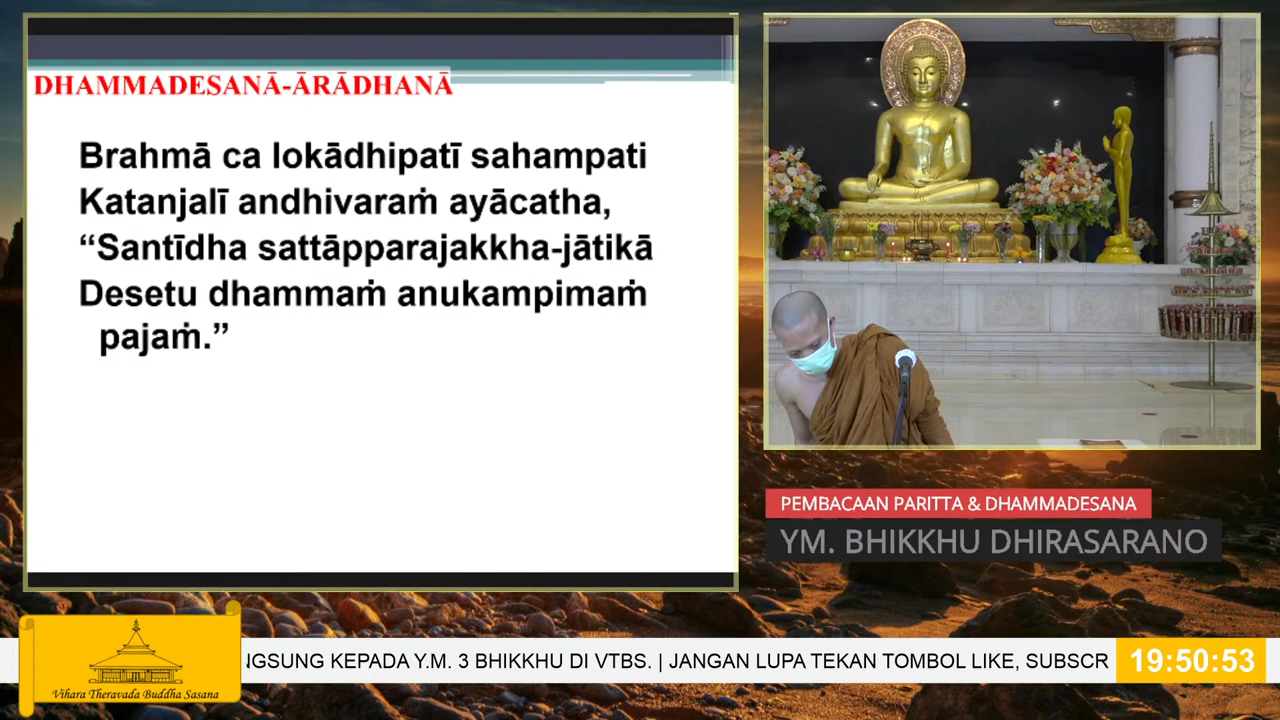 DHAMMADESANĀ-ĀRĀDHANĀ
Brahmā ca lokādhipatī sahampati
Katanjalī andhivaraṁ ayācatha,
“Santīdha sattāpparajakkha-jātikā
Desetu dhammaṁ anukampimaṁ
pajaṁ.”
PEMBACAAN PARITTA & DHAMMADESANA
YM. BHIKKHU DHIRASARANO
NGSUNG KEPADA Y.M. 3 BHIKKHU DI VTBS. | JANGAN LUPA TEKAN TOMBOL LIKE, SUBSCR
19:50:53
Vihara Theravada Buddha Sasana